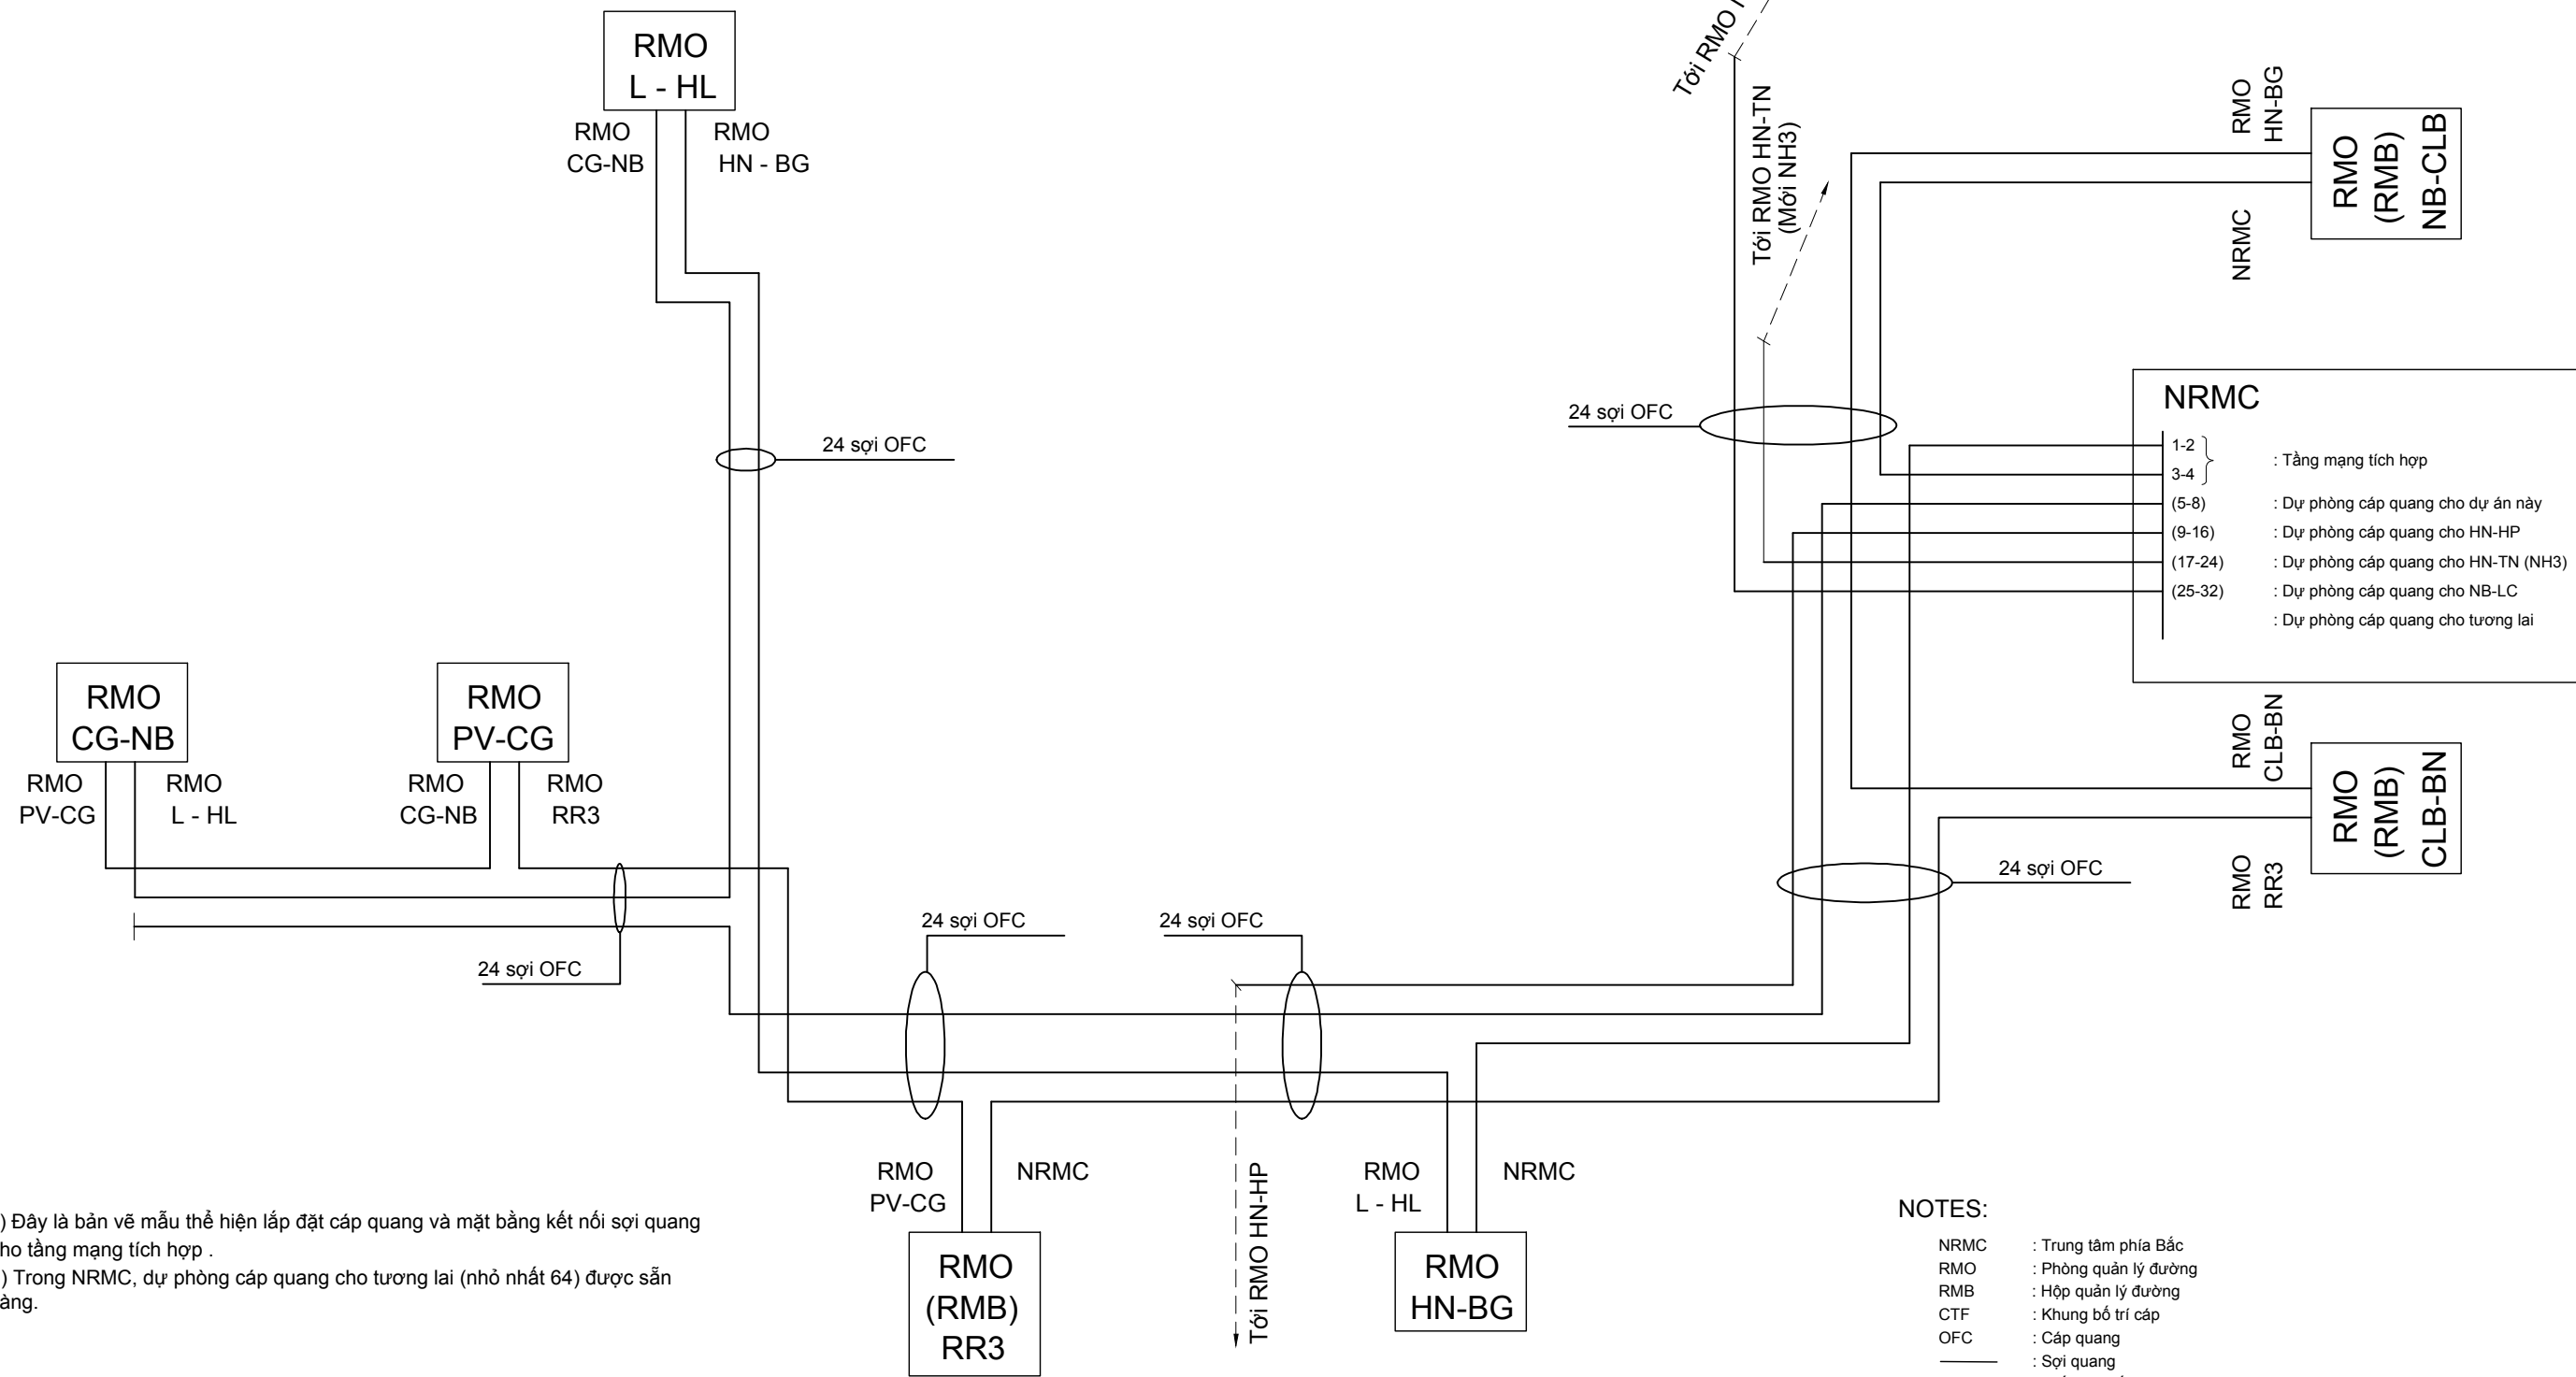 RMO
L - HL
RMO
CG-NB
RMO
HN - BG
24 sợi OFC
Tới RMO
Tới RMO HN-TN
(Mới NH3)
RMO
HN-BG
NRMC
RMO
(RMB)
NB-CLB
24 sợi OFC
NRMC
1-2
3-4
: Tầng mạng tích hợp
(5-8) : Dự phòng cáp quang cho dự án này
(9-16) : Dự phòng cáp quang cho HN-HP
(17-24) : Dự phòng cáp quang cho HN-TN (NH3)
(25-32) : Dự phòng cáp quang cho NB-LC
: Dự phòng cáp quang cho tương lai
RMO
CG-NB
RMO
PV-CG
RMO
L - HL
RMO
PV-CG
RMO
CG-NB
RMO
RR3
24 sợi OFC
RMO
CLB-BN
RMO
RR3
RMO
(RMB)
CLB-BN
24 sợi OFC
24 sợi OFC
24 sợi OFC
RMO
PV-CG
NRMC
RMO
(RMB)
RR3
Tới RMO HN-HP
RMO
L - HL
NRMC
RMO
HN-BG
) Đây là bản vẽ mẫu thể hiện lắp đặt cáp quang và mặt bằng kết nối sợi quang
ho tầng mạng tích hợp .
) Trong NRMC, dự phòng cáp quang cho tương lai (nhỏ nhất 64) được sẵn
àng.
NOTES:
NRMC : Trung tâm phía Bắc
RMO : Phòng quản lý đường
RMB : Hộp quản lý đường
CTF : Khung bố trí cáp
OFC : Cáp quang
: Sợi quang